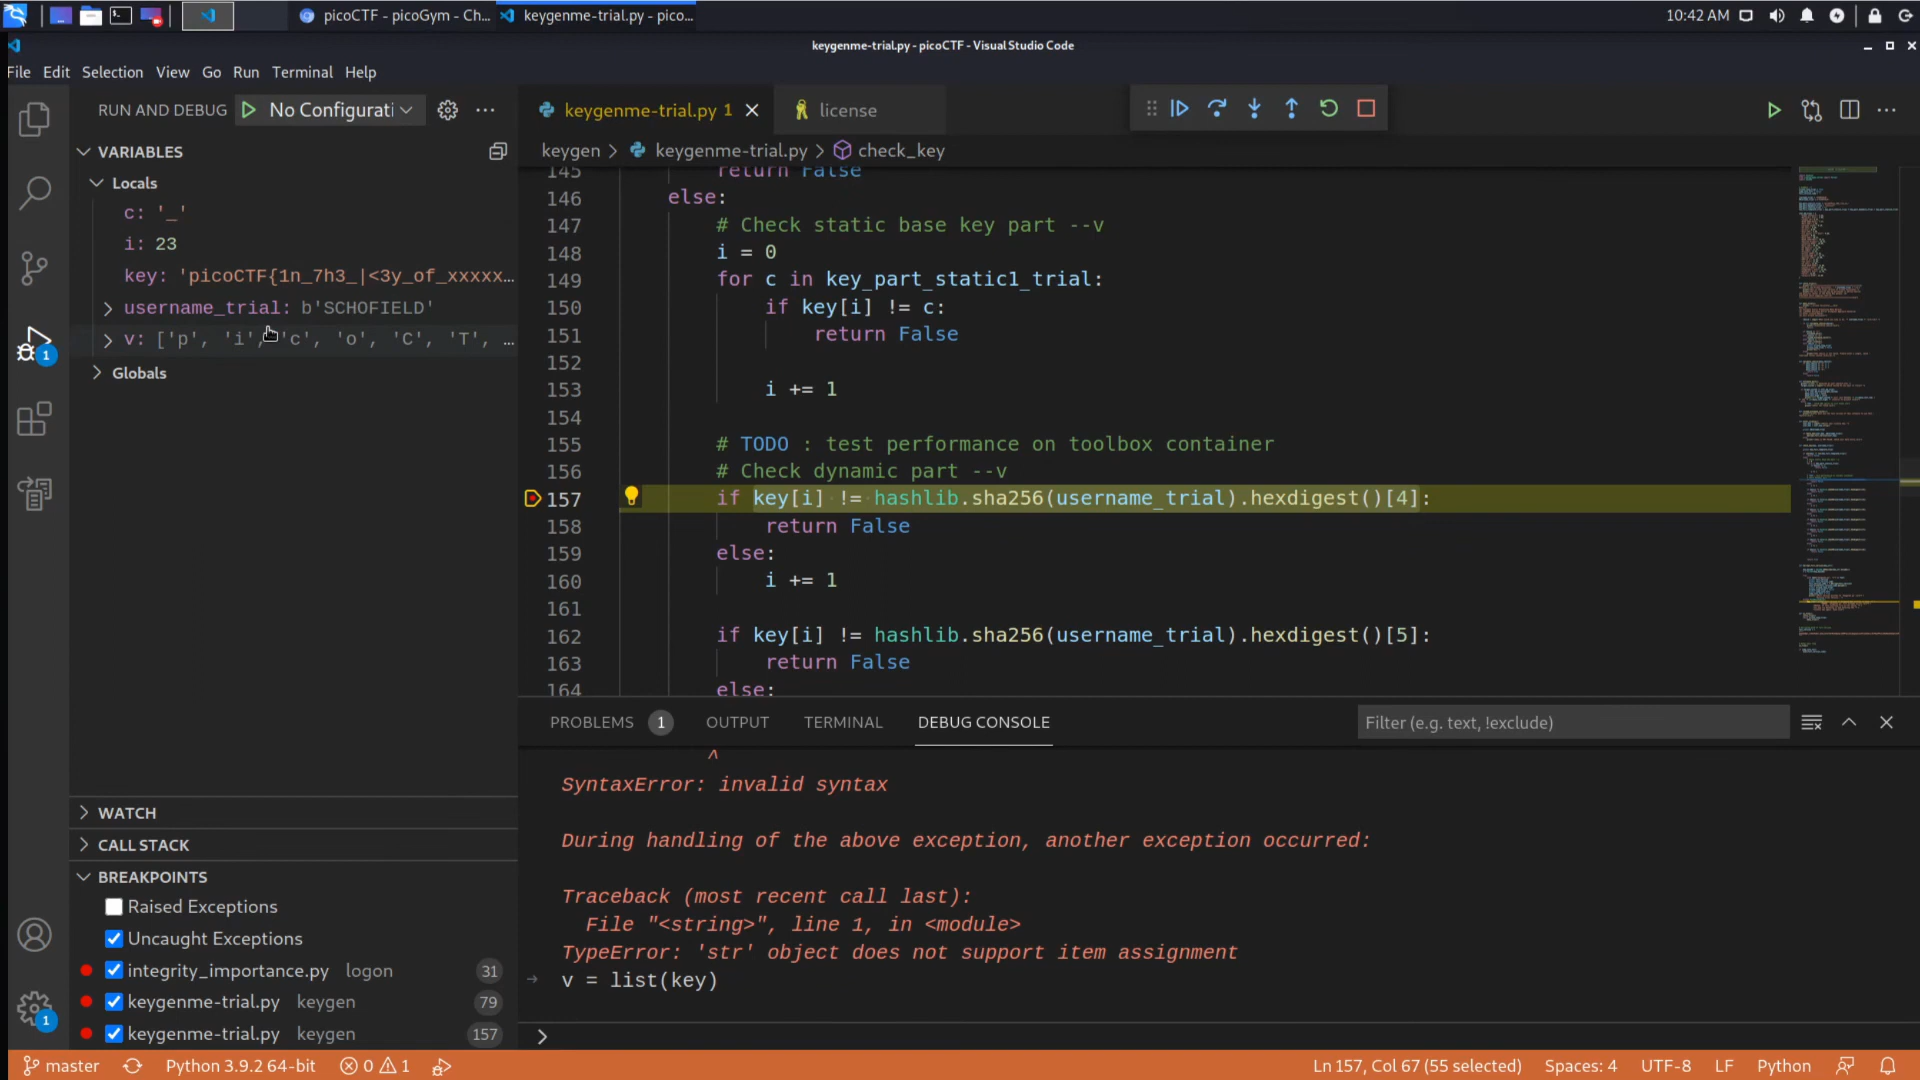 picoCTF - picoGym - Ch...
keygenme-trial.py - pico...
10:42 AM
keygenme-trial.py - picoCTF - Visual Studio Code
File Edit Selection View Go Run Terminal Help
RUN AND DEBUG
No Configurati
VARIABLES
Locals
c: '_'
i: 23
key: 'picoCTF{1n_7h3_|<3y_of_xxxxx…
username_trial: b'SCHOFIELD'
v: ['p', 'i', 'c', 'o', 'C', 'T', …
Globals
WATCH
CALL STACK
BREAKPOINTS
Raised Exceptions
Uncaught Exceptions
integrity_importance.py logon 31
keygenme-trial.py keygen 79
keygenme-trial.py keygen 157
1
1
keygenme-trial.py 1
license
keygen > keygenme-trial.py > check_key
145 return False
146 else:
147 # Check static base key part --v
148 i = 0
149 for c in key_part_static1_trial:
150 if key[i] != c:
151 return False
152
153 i += 1
154
155 # TODO : test performance on toolbox container
156 # Check dynamic part --v
157 if key[i] != hashlib.sha256(username_trial).hexdigest()[4]:
158 return False
159 else:
160 i += 1
161
162 if key[i] != hashlib.sha256(username_trial).hexdigest()[5]:
163 return False
164 else:
PROBLEMS 1 OUTPUT TERMINAL DEBUG CONSOLE
Filter (e.g. text, !exclude)
^
SyntaxError: invalid syntax
During handling of the above exception, another exception occurred:
Traceback (most recent call last):
File "<string>", line 1, in <module>
TypeError: 'str' object does not support item assignment
v = list(key)
master Python 3.9.2 64-bit 0 1
Ln 157, Col 67 (55 selected) Spaces: 4 UTF-8 LF Python